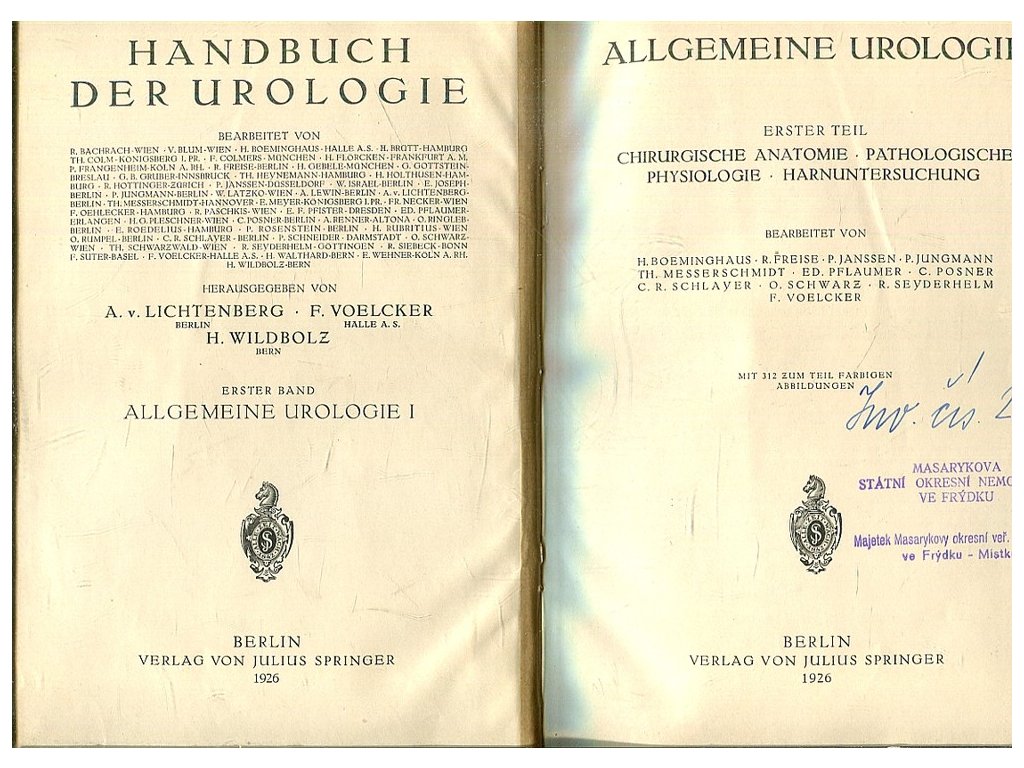 HANDBUCH
DER UROLOGIE
BEARBEITET VON
R. BACHRACH-WIEN · V. BLUM-WIEN · H. BOEMINGHAUS-HALLE A.S. · H. BRÜTT-HAMBURG
TH. COHN-KÖNIGSBERG I. PR. · F. COLMERS-MÜNCHEN · H. FLÖRCKEN-FRANKFURT A. M.
P. FRANGENHEIM-KÖLN A. RH. · R. FREISE-BERLIN · H. GEBELE-MÜNCHEN · G. GOTTSTEIN-
BRESLAU · G. B. GRUBER-INNSBRUCK · TH. HEYNEMANN-HAMBURG · H. HOLTHUSEN-HAM-
BURG · R. HOTTINGER-ZÜRICH · P. JANSSEN-DÜSSELDORF · W. ISRAEL-BERLIN · E. JOSEPH-
BERLIN · P. JUNGMANN-BERLIN · W. LATZKO-WIEN · A. LEWIN-BERLIN · A. v. LICHTENBERG-
BERLIN · TH. MESSERSCHMIDT-HANNOVER · E. MEYER-KÖNIGSBERG I. PR. · FR. NECKER-WIEN
F. OEHLECKER-HAMBURG · R. PASCHKIS-WIEN · E. F. PFISTER-DRESDEN · ED. PFLAUMER-
ERLANGEN · H. G. PLESCHNER-WIEN · C. POSNER-BERLIN · A. RENNER-ALTONA · O. RINGLEB-
BERLIN · E. ROEDELIUS-HAMBURG · P. ROSENSTEIN-BERLIN · H. RUBRITIUS-WIEN
O. RUMPEL-BERLIN · C. R. SCHLAYER-BERLIN · P. SCHNEIDER-DARMSTADT · O. SCHWARZ-
WIEN · TH. SCHWARZWALD-WIEN · R. SEYDERHELM-GÖTTINGEN · R. SIEBECK-BONN
F. SUTER-BASEL · F. VOELCKER-HALLE A.S. · H. WALTHARD-BERN · E. WEHNER-KÖLN A. RH.
H. WILDBOLZ-BERN
HERAUSGEGEBEN VON
A. v. LICHTENBERG · F. VOELCKER
BERLIN HALLE A. S.
H. WILDBOLZ
BERN
ERSTER BAND
ALLGEMEINE UROLOGIE I
BERLIN
VERLAG VON JULIUS SPRINGER
1926
ALLGEMEINE UROLOGIE
ERSTER TEIL
CHIRURGISCHE ANATOMIE · PATHOLOGISCHE
PHYSIOLOGIE · HARNUNTERSUCHUNG
BEARBEITET VON
H. BOEMINGHAUS · R. FREISE · P. JANSSEN · P. JUNGMANN
TH. MESSERSCHMIDT · ED. PFLAUMER · C. POSNER
C. R. SCHLAYER · O. SCHWARZ · R. SEYDERHELM
F. VOELCKER
MIT 312 ZUM TEIL FARBIGEN
ABBILDUNGEN
Inv. čís. 2
MASARYKOVA
STÁTNÍ OKRESNÍ NEMO
VE FRÝDKU
Majetek Masarykovy okresní veř.
ve Frýdku - Místk
BERLIN
VERLAG VON JULIUS SPRINGER
1926